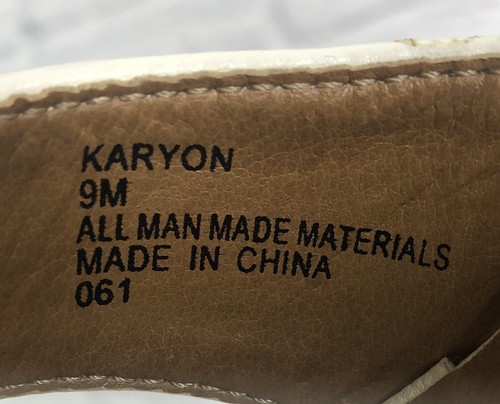 KARYON
9M
ALL MAN MADE MATERIALS
MADE IN CHINA
061